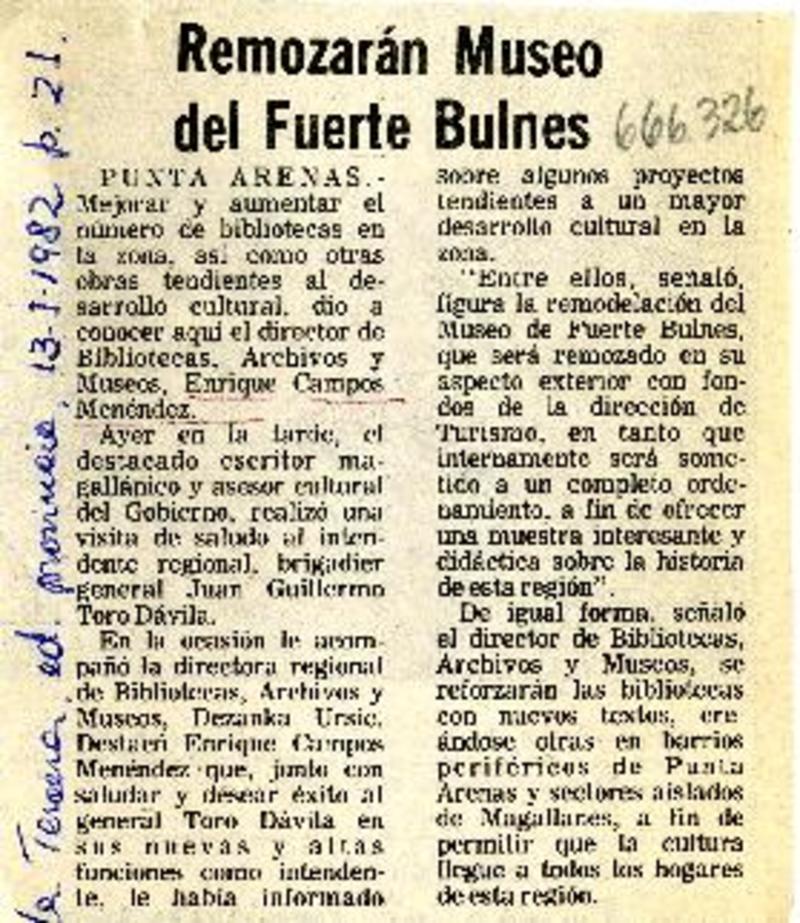 Remozarán Museo
del Fuerte Bulnes
666.326
PUNTA ARENAS.-
Mejorar y aumentar el
número de bibliotecas en
la zona, así como otras
obras tendientes al de-
sarrollo cultural, dio a
conocer aquí el director de
Bibliotecas, Archivos y
Museos, Enrique Campos
Menéndez.
Ayer en la tarde, el
destacado escritor ma-
gallánico y asesor cultural
del Gobierno, realizó una
visita de saludo al inten-
dente regional, brigadier
general Juan Guillermo
Toro Dávila.
En la ocasión le acom-
pañó la directora regional
de Bibliotecas, Archivos y
Museos, Dezanka Ursic.
Destacó Enrique Campos
Menéndez que, junto con
saludar y desear éxito al
general Toro Dávila en
sus nuevas y altas
funciones como intenden-
te, le había informado
sobre algunos proyectos
tendientes a un mayor
desarrollo cultural en la
zona.
"Entre ellos, señaló,
figura la remodelación del
Museo de Fuerte Bulnes,
que será remozado en su
aspecto exterior con fon-
dos de la dirección de
Turismo, en tanto que
internamente será some-
tido a un completo orde-
namiento, a fin de ofrecer
una muestra interesante y
didáctica sobre la historia
de esta región".
De igual forma, señaló
el director de Bibliotecas,
Archivos y Museos, se
reforzarán las bibliotecas
con nuevos textos, cre-
ándose otras en barrios
periféricos de Punta
Arenas y sectores aislados
de Magallanes, a fin de
permitir que la cultura
llegue a todos los hogares
de esta región.
La Tercera, ed. provincia, 13-I-1982 p. 21.